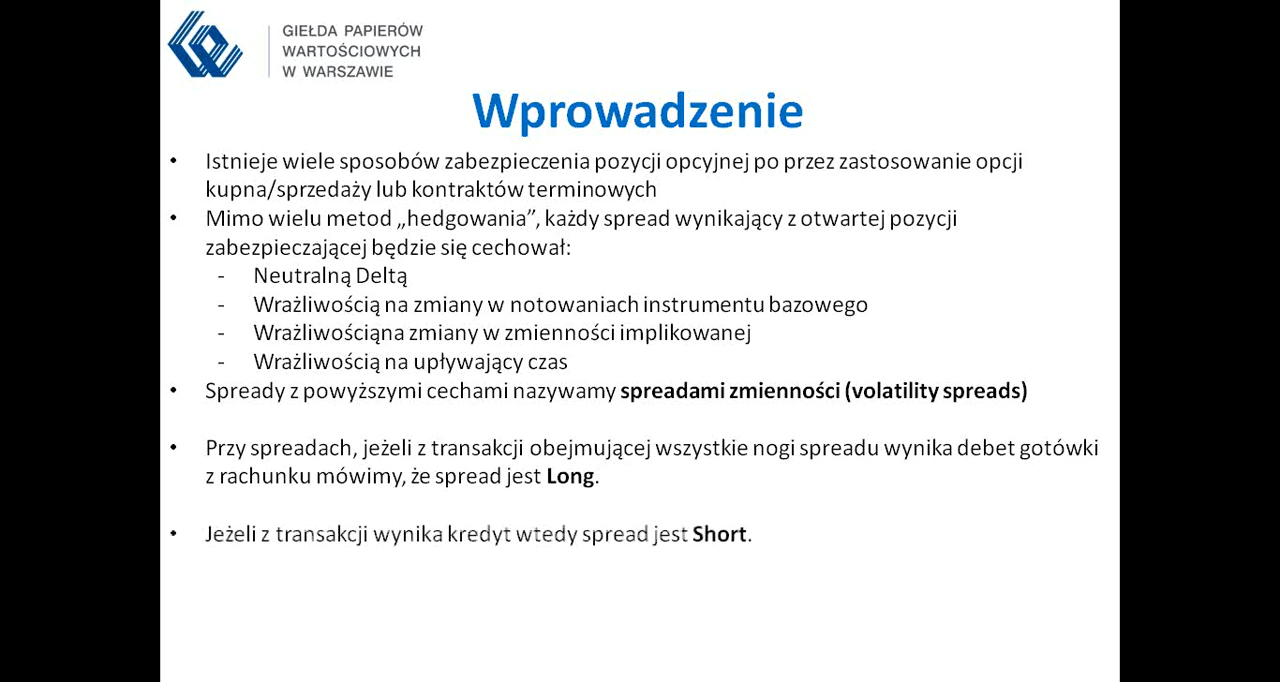 GIEŁDA PAPIERÓW
WARTOŚCIOWYCH
W WARSZAWIE
Wprowadzenie
• Istnieje wiele sposobów zabezpieczenia pozycji opcyjnej po przez zastosowanie opcji
kupna/sprzedaży lub kontraktów terminowych
• Mimo wielu metod „hedgowania”, każdy spread wynikający z otwartej pozycji
zabezpieczającej będzie się cechował:
- Neutralną Deltą
- Wrażliwością na zmiany w notowaniach instrumentu bazowego
- Wrażliwościąna zmiany w zmienności implikowanej
- Wrażliwością na upływający czas
• Spready z powyższymi cechami nazywamy spreadami zmienności (volatility spreads)
• Przy spreadach, jeżeli z transakcji obejmującej wszystkie nogi spreadu wynika debet gotówki
z rachunku mówimy, że spread jest Long.
• Jeżeli z transakcji wynika kredyt wtedy spread jest Short.